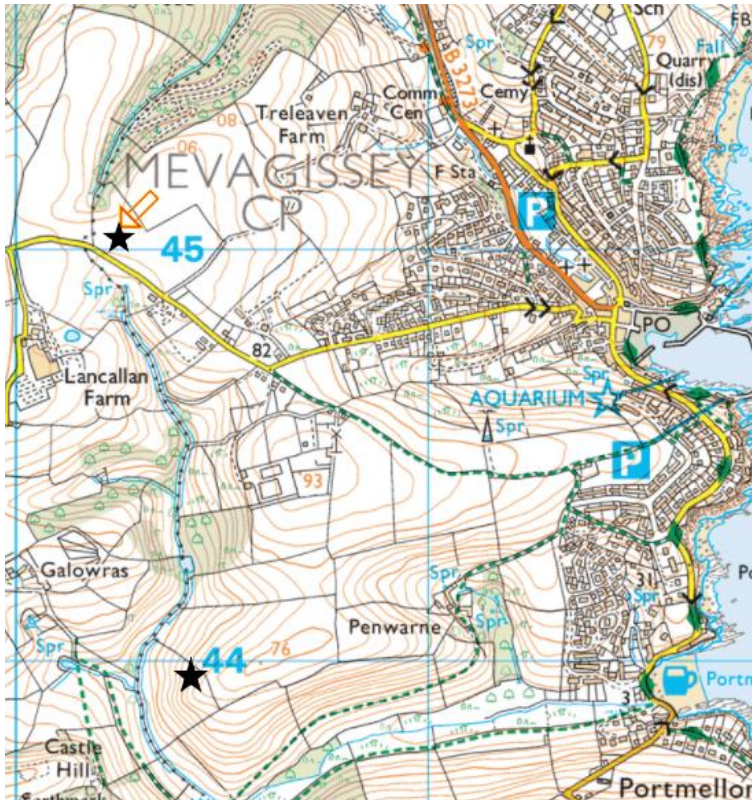 Sch
FB
Spr
79
Fall
Quarry
(dis)
B 3273
Comm
Cen
Cemy
Treleaven
Farm
08
90
MEVAGISSEY
CP
F Sta
P
45
Spr
PO
82
Lancallan
Farm
Spr
AQUARIUM
Spr
P
93
Galowras
Spr
31
Spr
Spr
Penwarne
Spr
44
76
3
Castle
Hill
Portmellon